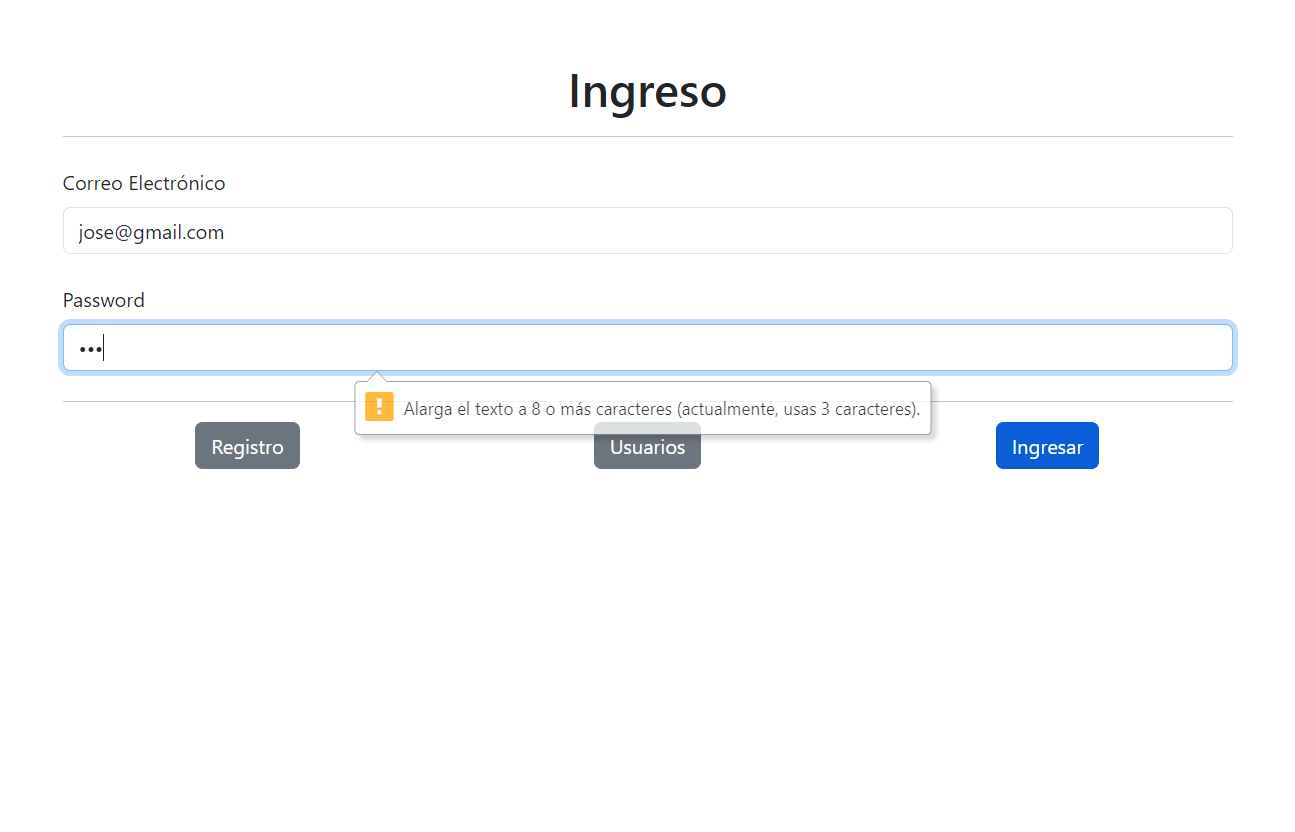 Ingreso
Correo Electrónico
jose@gmail.com
Password
•••
Alarga el texto a 8 o más caracteres (actualmente, usas 3 caracteres).
Registro
Usuarios
Ingresar